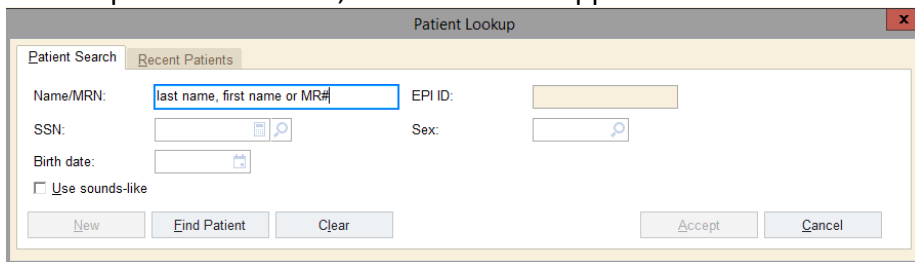 Patient Lookup
x
Patient Search Recent Patients
Name/MRN: last name, first name or MR# EPI ID:
SSN: Sex:
Birth date:
Use sounds-like
New Find Patient Clear Accept Cancel